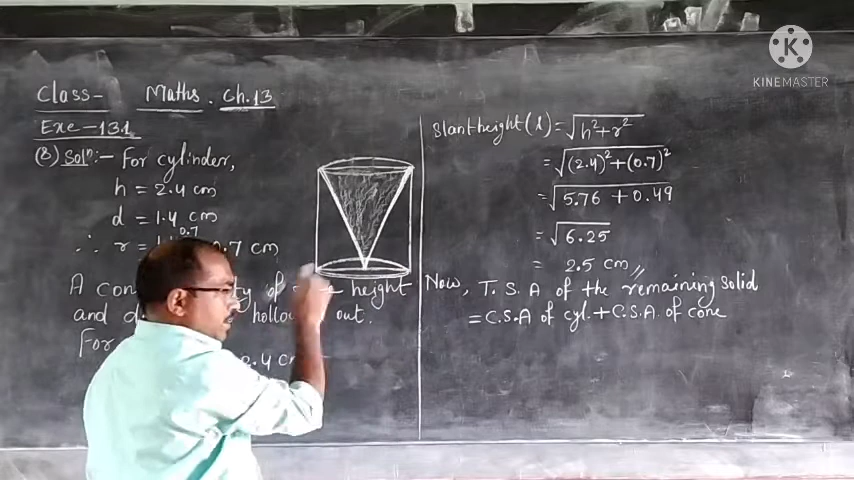 Class- Maths. Ch.13
Exe-13.1
(8) Solⁿ:- For cylinder,
h = 2.4 cm
d = 1.4 cm
0.7
∴ r = 0.7 cm
A con of height
and hollow out.
For
cm
Slant height (l) = √h²+r²
= √(2.4)²+(0.7)²
= √5.76 + 0.49
= √6.25
= 2.5 cm
Now, T.S.A of the remaining solid
= C.S.A of cyl. + C.S.A. of cone
K
KINEMASTER